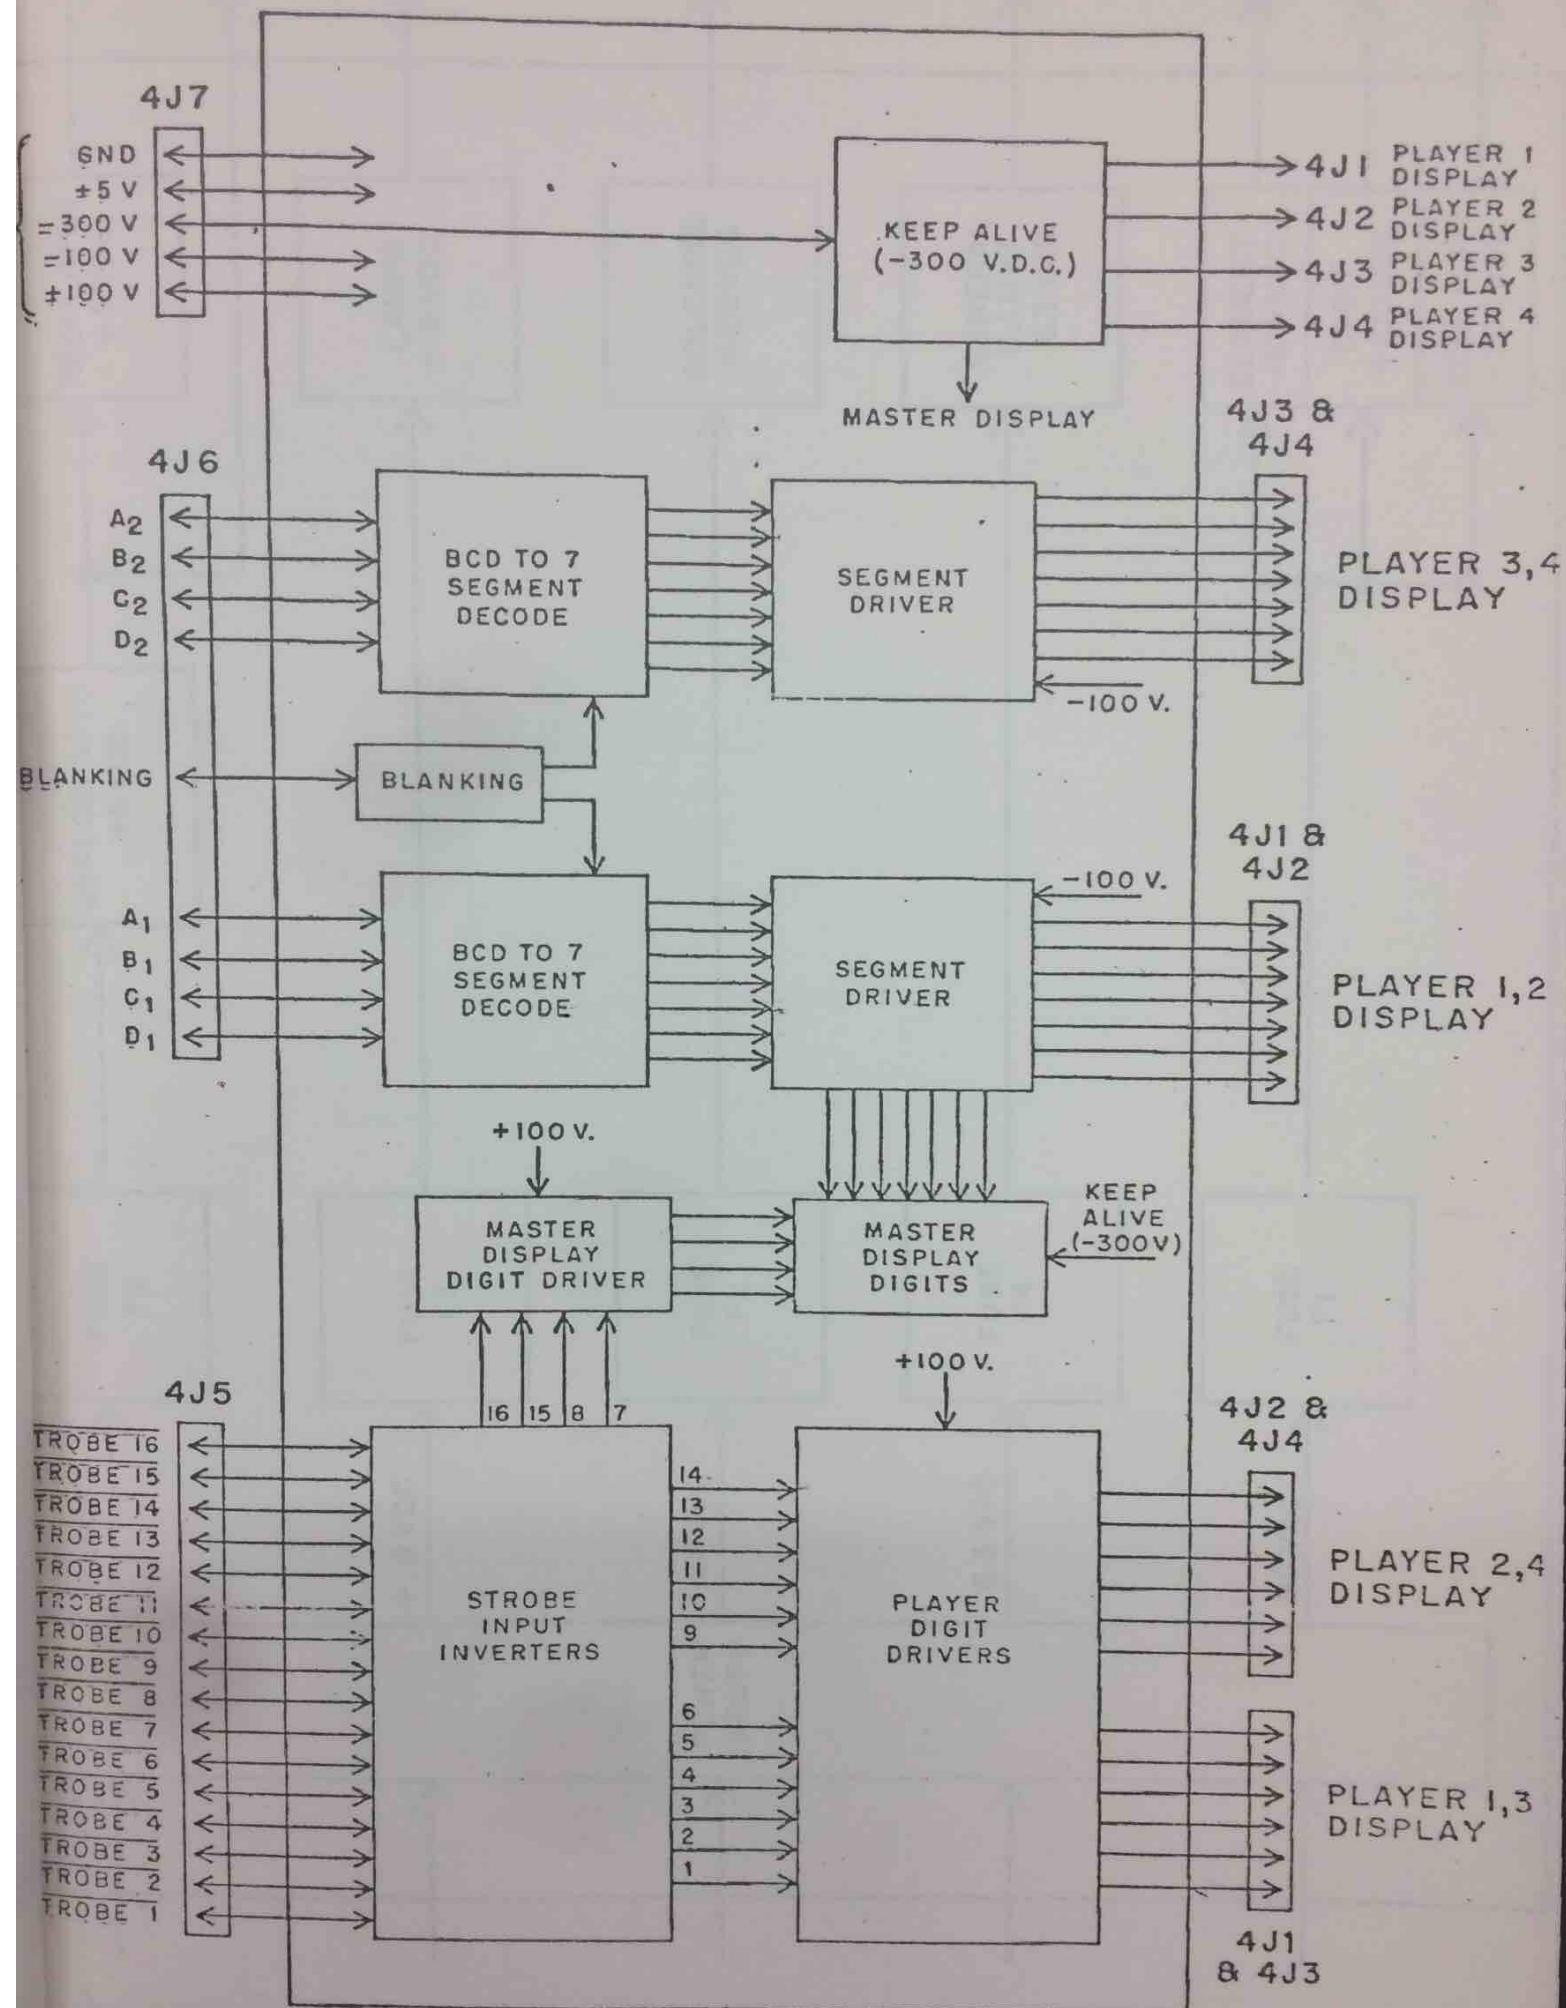 4J7
GND
±5 V
=300 V
=100 V
±100 V
KEEP ALIVE
(-300 V.D.C.)
4J1 PLAYER 1
DISPLAY
4J2 PLAYER 2
DISPLAY
4J3 PLAYER 3
DISPLAY
4J4 PLAYER 4
DISPLAY
MASTER DISPLAY
4J6
A2
B2
C2
D2
BCD TO 7
SEGMENT
DECODE
SEGMENT
DRIVER
4J3 &
4J4
PLAYER 3,4
DISPLAY
-100 V.
BLANKING
BLANKING
A1
B1
C1
D1
BCD TO 7
SEGMENT
DECODE
SEGMENT
DRIVER
-100 V.
4J1 &
4J2
PLAYER 1,2
DISPLAY
+100 V.
MASTER
DISPLAY
DIGIT DRIVER
MASTER
DISPLAY
DIGITS
KEEP
ALIVE
(-300V)
+100 V.
16 15 8 7
4J5
TROBE 16
TROBE 15
TROBE 14
TROBE 13
TROBE 12
TROBE 11
TROBE 10
TROBE 9
TROBE 8
TROBE 7
TROBE 6
TROBE 5
TROBE 4
TROBE 3
TROBE 2
TROBE 1
STROBE
INPUT
INVERTERS
14
13
12
11
10
9
6
5
4
3
2
1
PLAYER
DIGIT
DRIVERS
4J2 &
4J4
PLAYER 2,4
DISPLAY
PLAYER 1,3
DISPLAY
4J1
& 4J3